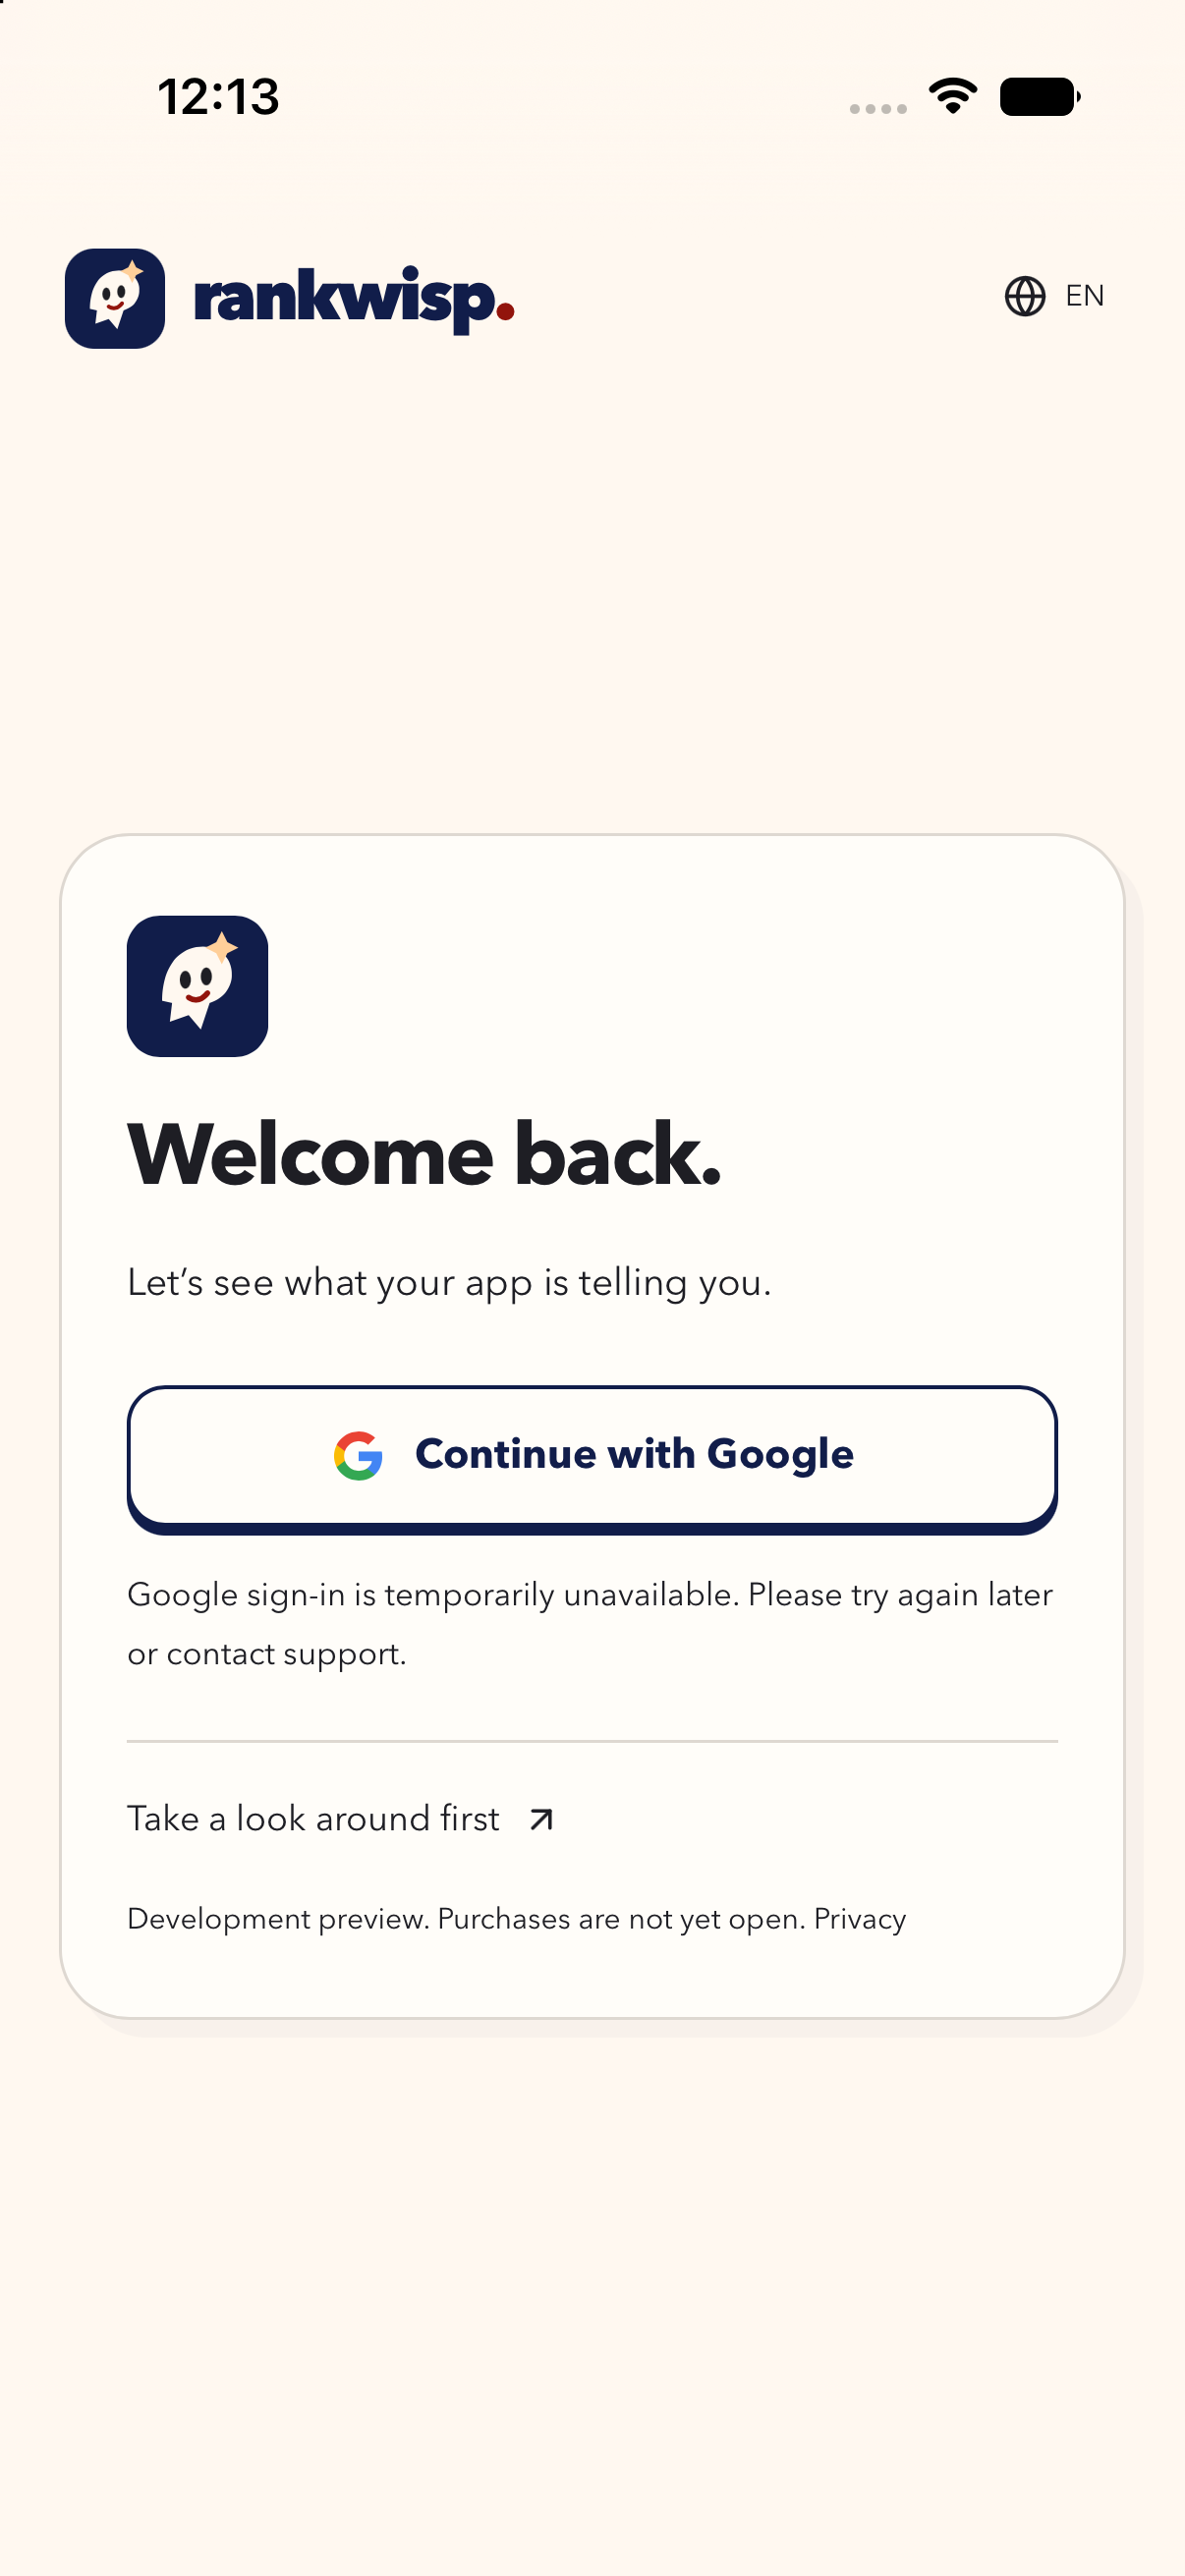 12:13
rankwisp.
EN
Welcome back.
Let’s see what your app is telling you.
Continue with Google
Google sign-in is temporarily unavailable. Please try again later
or contact support.
Take a look around first
Development preview. Purchases are not yet open. Privacy